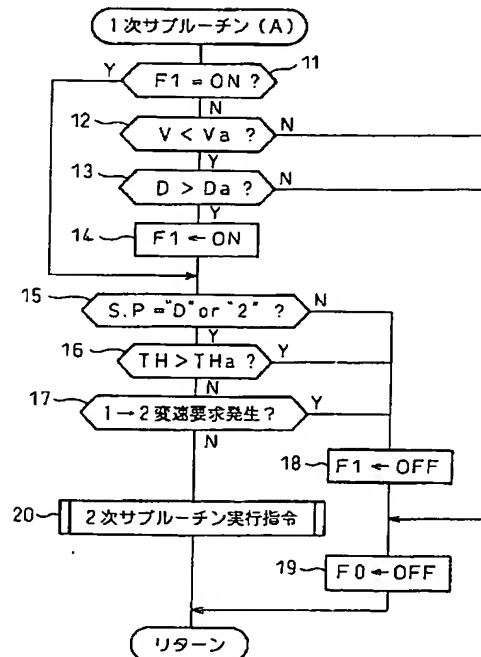 1次サブルーチン(A)
Y
F1=ON ?
11
N
12
V < Va ?
N
Y
13
D > Da ?
N
Y
14
F1←ON
15
S.P="D" or "2" ?
N
Y
16
TH>THa ?
Y
N
17
1→2変速要求発生?
Y
N
18
F1←OFF
20
2次サブルーチン実行指令
19
F0←OFF
リターン